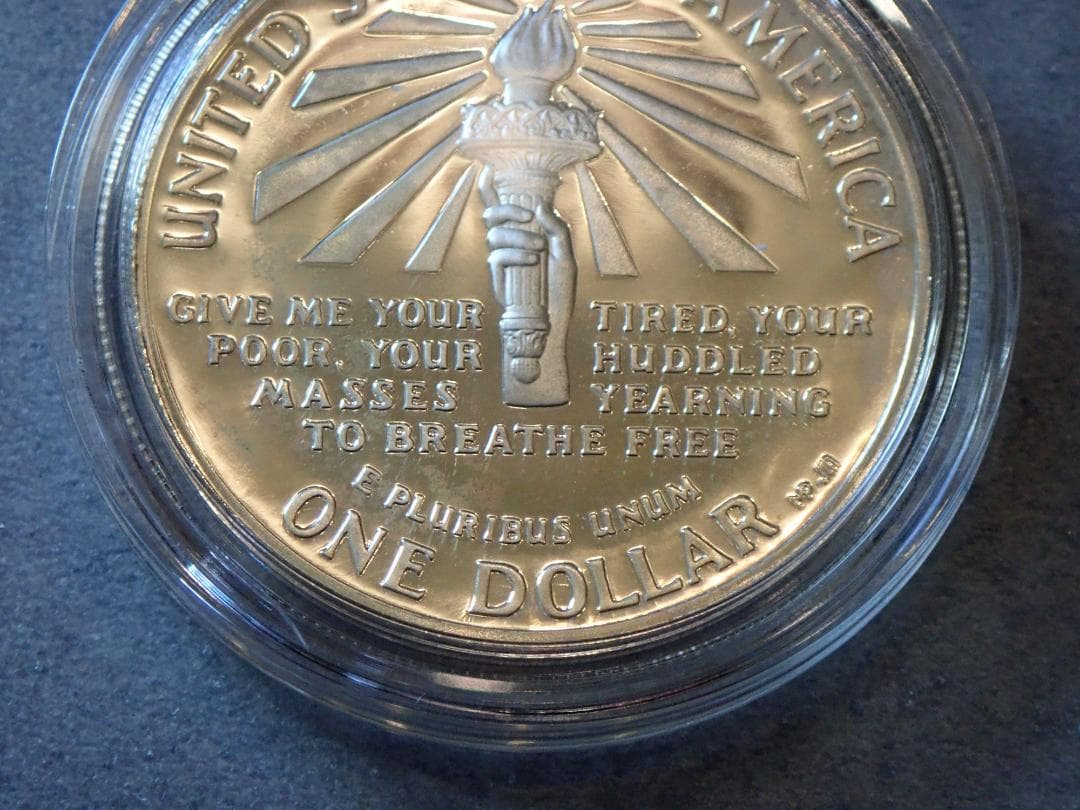 UNITED S AMERICA
GIVE ME YOUR TIRED, YOUR
POOR, YOUR HUDDLED
MASSES YEARNING
TO BREATHE FREE
E PLURIBUS UNUM
ONE DOLLAR